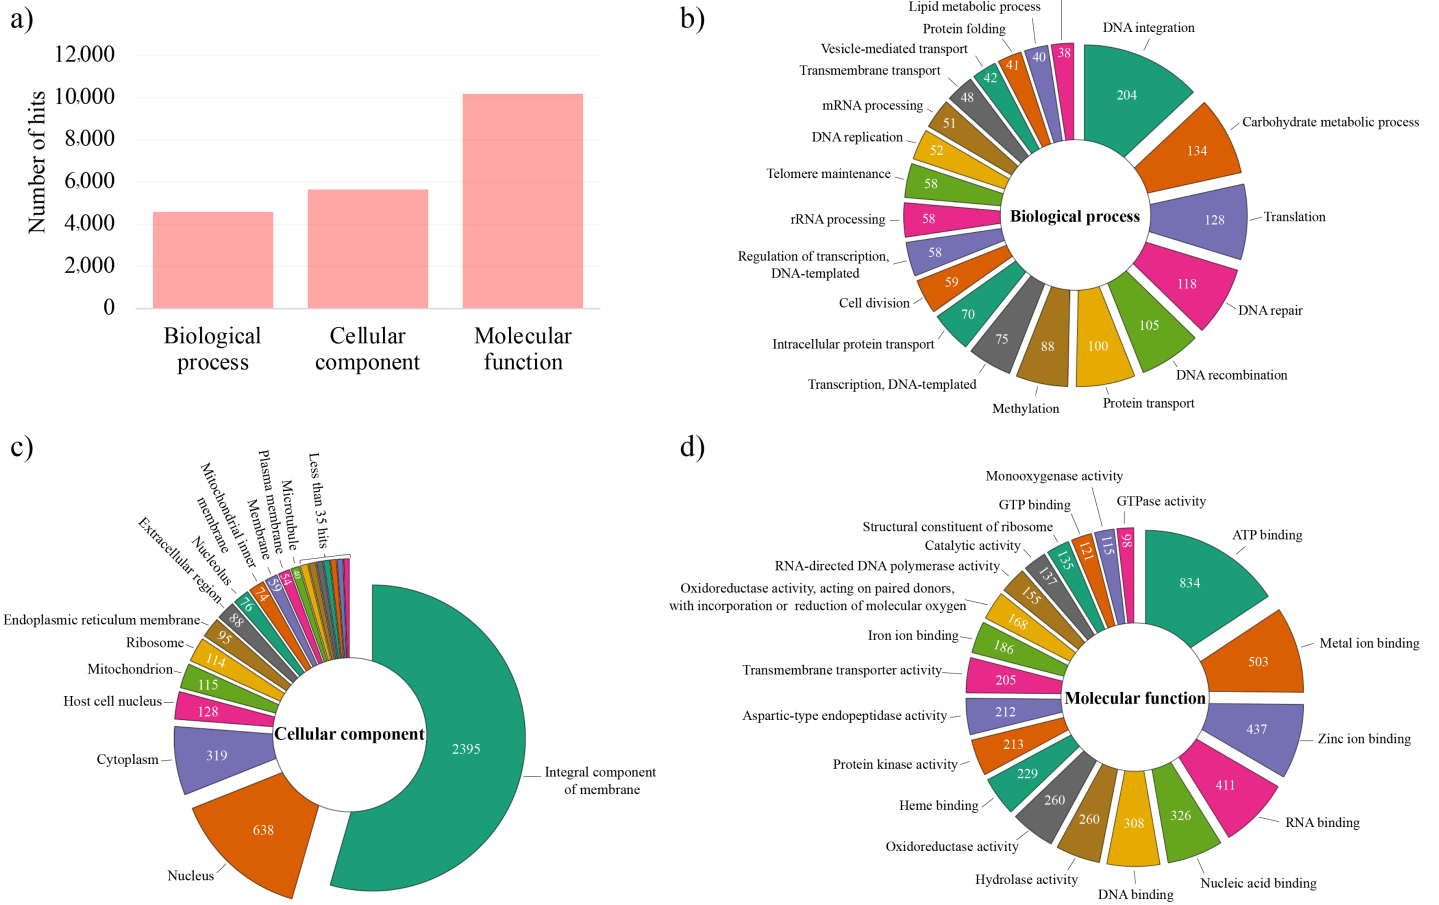 a)
12,000
10,000
8,000
6,000
4,000
2,000
0
Number of hits
Biological
process
Cellular
component
Molecular
function
b)
DNA integration
204
Carbohydrate metabolic process
134
Translation
128
DNA repair
118
DNA recombination
105
Protein transport
100
Methylation
88
Transcription, DNA-templated
75
Intracellular protein transport
70
Cell division
59
Regulation of transcription,
DNA-templated
58
rRNA processing
58
Telomere maintenance
58
DNA replication
52
mRNA processing
51
Transmembrane transport
48
Vesicle-mediated transport
42
Protein folding
41
Lipid metabolic process
40
38
Biological process
c)
Integral component
of membrane
2395
Nucleus
638
Cytoplasm
319
Host cell nucleus
128
Mitochondrion
115
Ribosome
114
Endoplasmic reticulum membrane
95
Extracellular region
88
Nucleolus
76
Mitochondrial inner
membrane
74
Membrane
59
Plasma membrane
54
Microtubule
Less than 35 hits
Cellular component
d)
ATP binding
834
Metal ion binding
503
Zinc ion binding
437
RNA binding
411
Nucleic acid binding
326
DNA binding
308
Hydrolase activity
260
Oxidoreductase activity
260
Heme binding
229
Protein kinase activity
213
Aspartic-type endopeptidase activity
212
Transmembrane transporter activity
205
Iron ion binding
186
Oxidoreductase activity, acting on paired donors,
with incorporation or reduction of molecular oxygen
168
RNA-directed DNA polymerase activity
155
Catalytic activity
137
Structural constituent of ribosome
135
GTP binding
121
Monooxygenase activity
115
GTPase activity
98
Molecular function